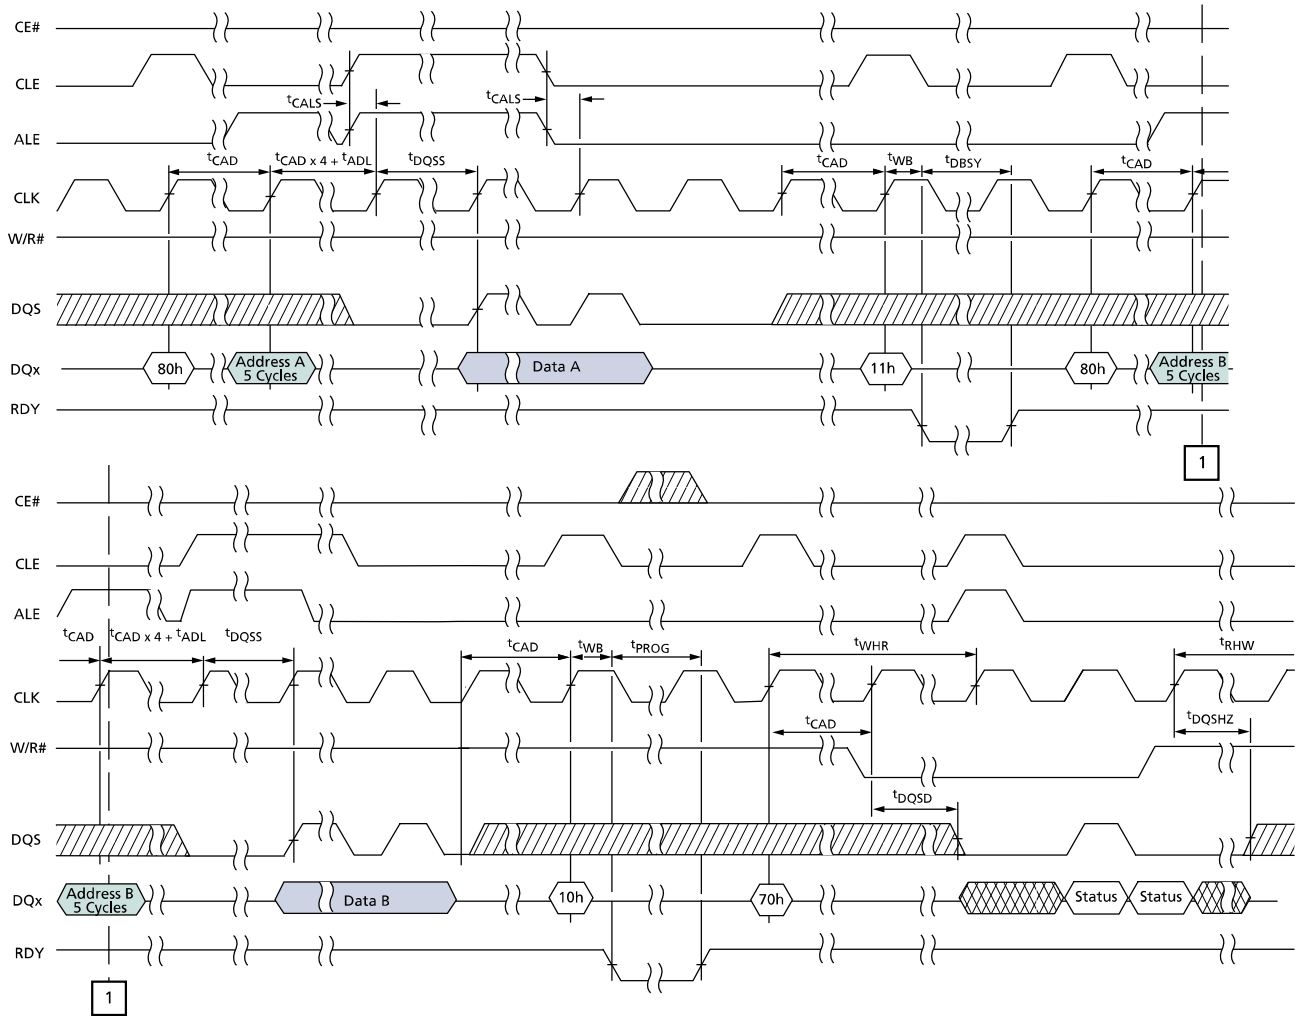 CE#
CLE
tCALS
tCALS
ALE
tCAD
tCAD x 4 + tADL
tDQSS
tCAD
tWB
tDBSY
tCAD
CLK
W/R#
DQS
DQx
80h
Address A
5 Cycles
Data A
11h
80h
Address B
5 Cycles
RDY
1
CE#
CLE
ALE
tCAD
tCAD x 4 + tADL
tDQSS
tCAD
tWB
tPROG
tWHR
tRHW
CLK
tCAD
tDQSHZ
W/R#
tDQSD
DQS
DQx
Address B
5 Cycles
Data B
10h
70h
Status
Status
RDY
1